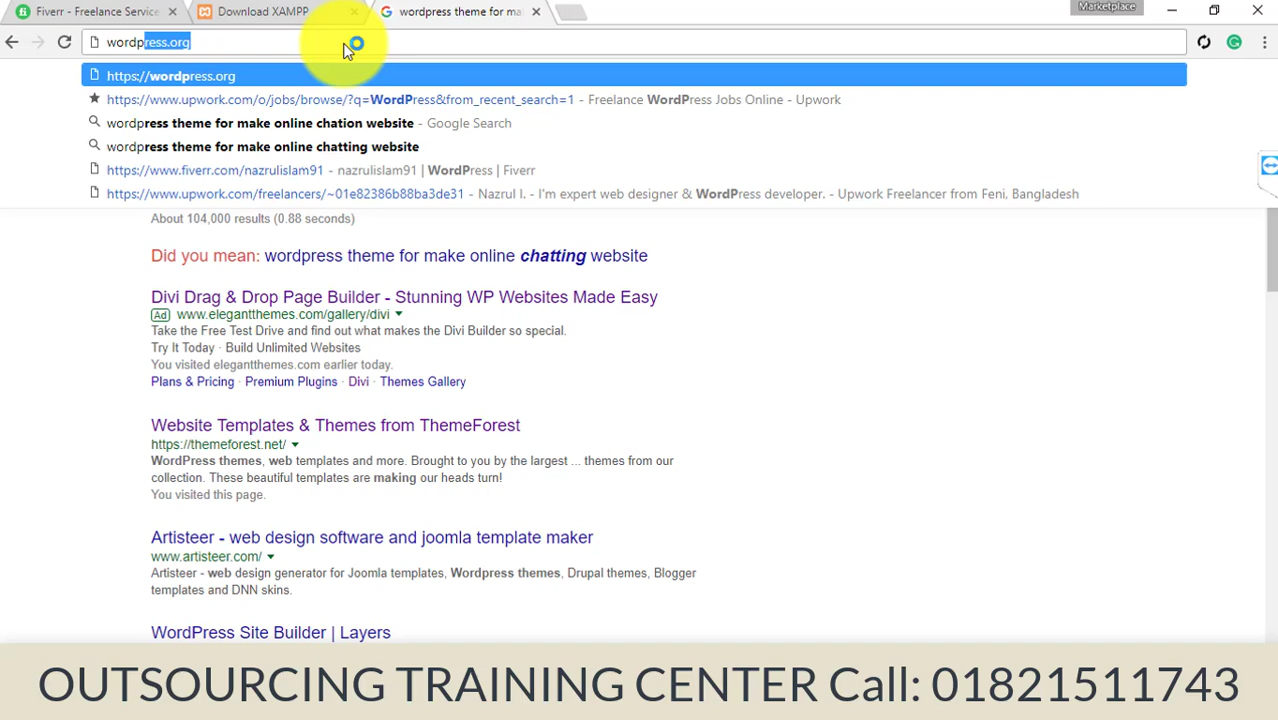 Fiverr - Freelance Service
Download XAMPP
wordpress theme for ma
Marketplace
wordpress.org
https://wordpress.org
https://www.upwork.com/o/jobs/browse/?q=WordPress&from_recent_search=1 - Freelance WordPress Jobs Online - Upwork
wordpress theme for make online chation website - Google Search
wordpress theme for make online chatting website
https://www.fiverr.com/nazrulislam91 - nazrulislam91 | WordPress | Fiverr
https://www.upwork.com/freelancers/~01e82386b88ba3de31 - Nazrul I. - I'm expert web designer & WordPress developer. - Upwork Freelancer from Feni, Bangladesh
About 104,000 results (0.88 seconds)
Did you mean: wordpress theme for make online chatting website
Divi Drag & Drop Page Builder - Stunning WP Websites Made Easy
Ad www.elegantthemes.com/gallery/divi
Take the Free Test Drive and find out what makes the Divi Builder so special.
Try It Today · Build Unlimited Websites
You visited elegantthemes.com earlier today.
Plans & Pricing · Premium Plugins · Divi · Themes Gallery
Website Templates & Themes from ThemeForest
https://themeforest.net/
WordPress themes, web templates and more. Brought to you by the largest ... themes from our
collection. These beautiful templates are making our heads turn!
You visited this page.
Artisteer - web design software and joomla template maker
www.artisteer.com/
Artisteer - web design generator for Joomla templates, Wordpress themes, Drupal themes, Blogger
templates and DNN skins.
WordPress Site Builder | Layers
OUTSOURCING TRAINING CENTER Call: 01821511743